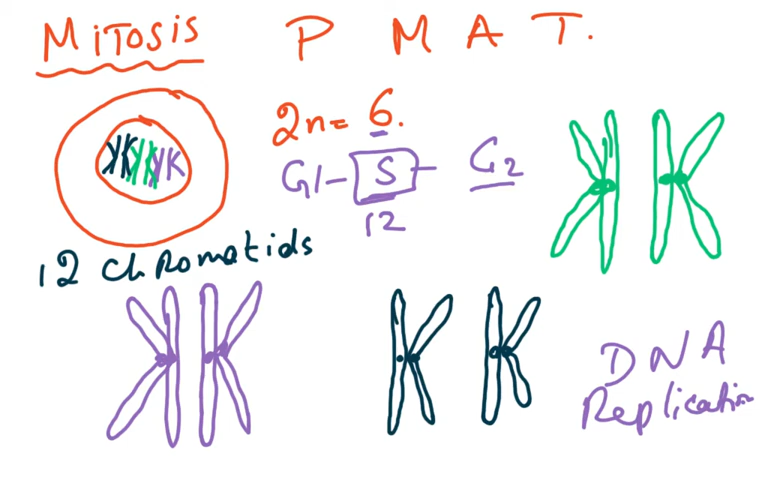 MiTOSiS P M A T.
2n= 6.
G1- S - G2
12
12 chromatids
DNA
Replication